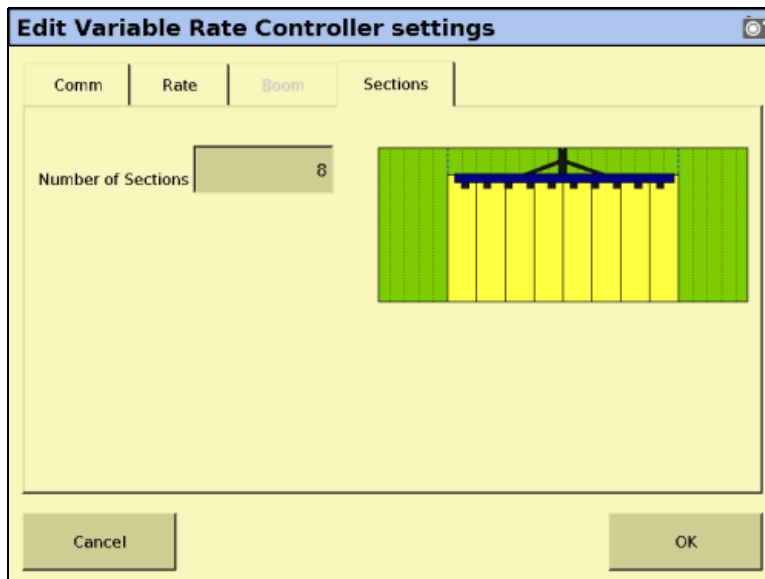 Edit Variable Rate Controller settings
Comm Rate Boom Sections
Number of Sections 8
Cancel OK